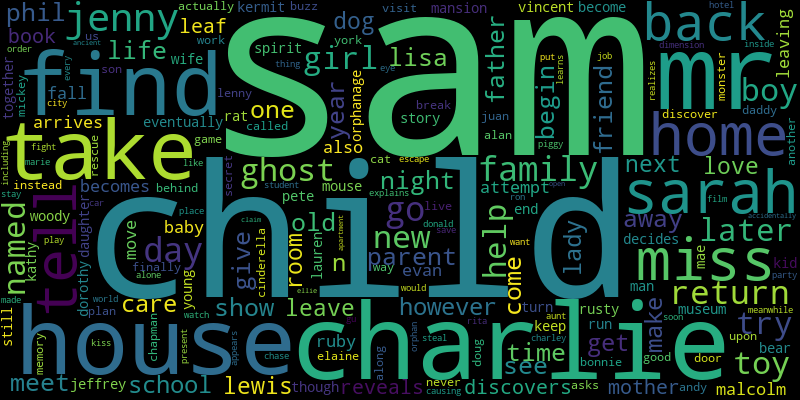 phil
jenny
actually
kermit
buzz
visit
mansion
vincent
become
book
us
leaf
work
dog
york
spirit
thing
girl
lisa
father
back
hotel
ancient
inside
dimension
order
life
wife
sam
mr
find
together
mickey
every
son
lenny
year
orphanage
eye
begin
put
learns
job
friend
realizes
monster
boy
leaving
daddy
discover
another
city
fall
arrives
eventually
one
rat
called
also
story
break
juan
alan
piggy
home
take
including
fight
marie
rescue
game
like
cat
escape
mouse
explains
ghost
night
family
attempt
next
love
sarah
stay
instead
becomes
behind
secret
student
pete
child
open
accidentally
film
woody
car
place
old
go
live
help
end
lady
away
later
named
tell
kathy
play
dorothy
daughter
baby
move
day
give
claim
cinderella
room
lauren
apartment
donald
save
new
parent
ron
decides
mae
miss
kid
party
finally
alone
n
lway
evan
would
want
come
man
return
made
world
young
care
show
ellie
leave
however
turn
aunt
rusty
make
museum
meanwhile
try
still
plan
watch
house
memory
kiss
chapman
present
appears
chase
ruby
elaine
orphan
rita
steal
doug
charlie
time
keep
charley
run
see
bonnie
get
soon
good
upon
door
bear
toy
meet
jeffrey
school
lewis
though
along
reveals
never
causing
discovers
asks
mother
andy
malcolm